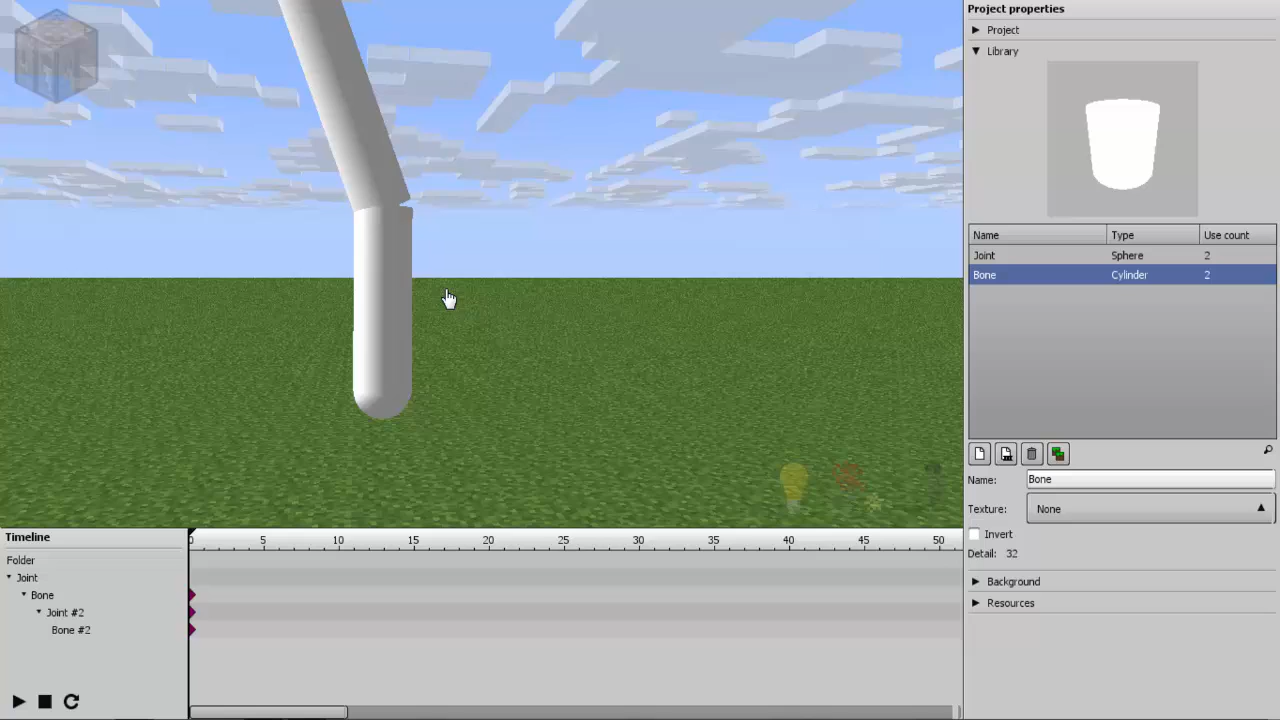 Project properties
Project
Library
Name Type Use count
Joint Sphere 2
Bone Cylinder 2
Name: Bone
Texture: None
Invert
Detail: 32
Background
Resources
Timeline
0 5 10 15 20 25 30 35 40 45 50
Folder
Joint
Bone
Joint #2
Bone #2